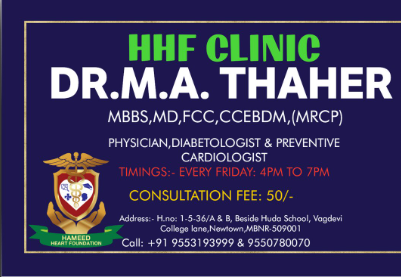 HHF CLINIC
DR.M.A. THAHER
MBBS,MD,FCC,CCEBDM,(MRCP)
PHYSICIAN,DIABETOLOGIST & PREVENTIVE
CARDIOLOGIST
TIMINGS:- EVERY FRIDAY: 4PM TO 7PM
CONSULTATION FEE: 50/-
Address:- H.no: 1-5-36/A & B, Beside Huda School, Vagdevi
College lane,Newtown,MBNR-509001
Call: +91 9553193999 & 9550780070
HAMEED
HEART FOUNDATION